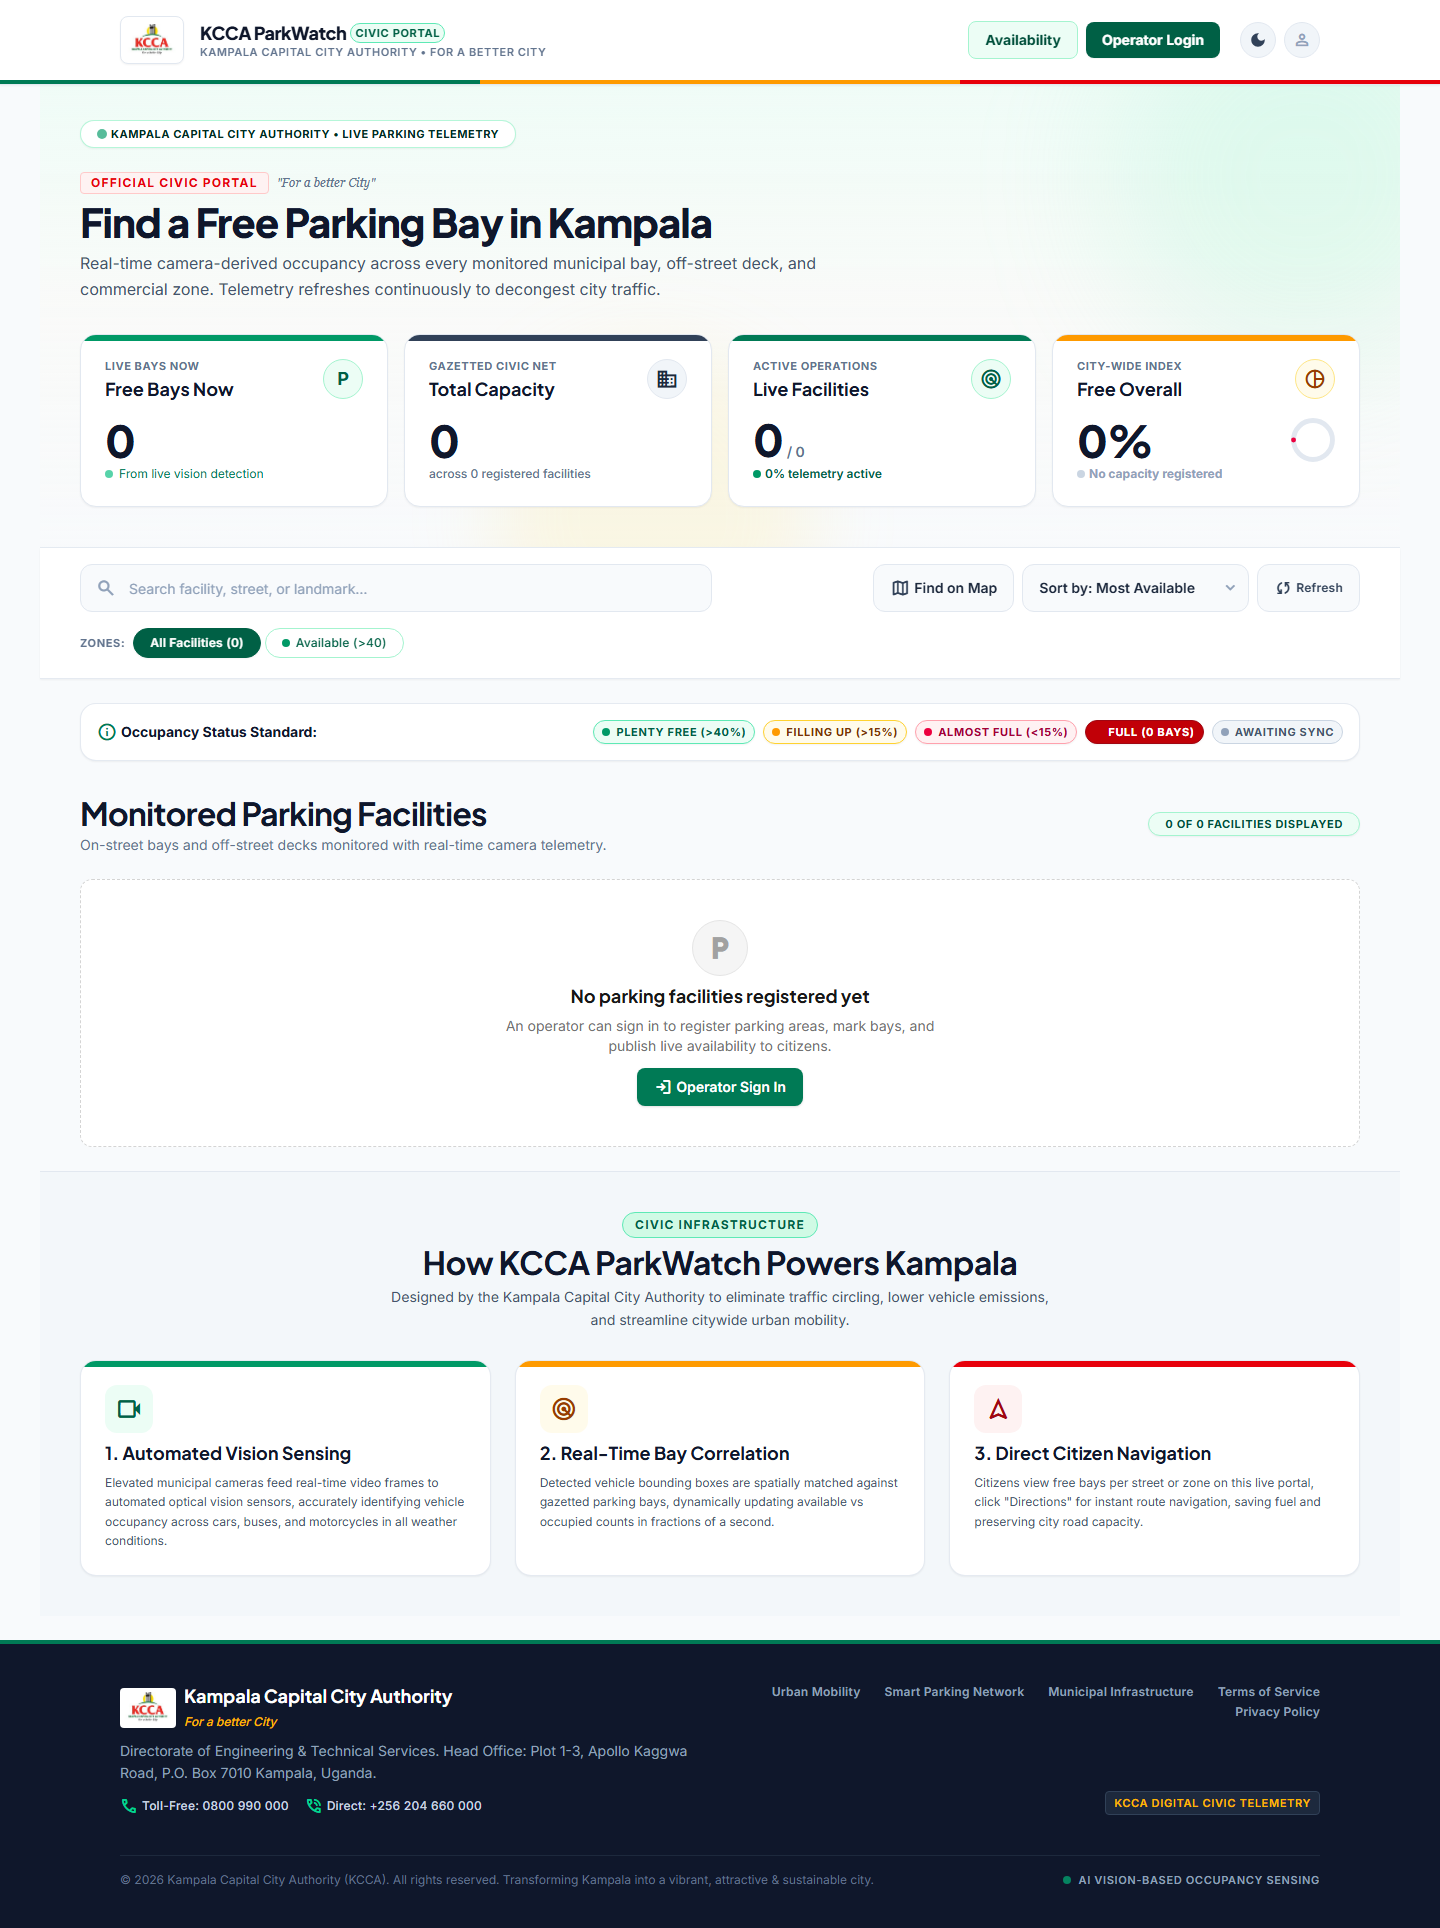 KCCA
KCCA ParkWatch CIVIC PORTAL
KAMPALA CAPITAL CITY AUTHORITY • FOR A BETTER CITY
Availability
Operator Login
KAMPALA CAPITAL CITY AUTHORITY • LIVE PARKING TELEMETRY
OFFICIAL CIVIC PORTAL "For a better City"
Find a Free Parking Bay in Kampala
Real-time camera-derived occupancy across every monitored municipal bay, off-street deck, and
commercial zone. Telemetry refreshes continuously to decongest city traffic.
LIVE BAYS NOW
Free Bays Now
P
0
From live vision detection
GAZETTED CIVIC NET
Total Capacity
0
across 0 registered facilities
ACTIVE OPERATIONS
Live Facilities
0 / 0
0% telemetry active
CITY-WIDE INDEX
Free Overall
0%
No capacity registered
Search facility, street, or landmark...
Find on Map
Sort by: Most Available
Refresh
ZONES:
All Facilities (0)
Available (>40)
Occupancy Status Standard:
PLENTY FREE (>40%)
FILLING UP (>15%)
ALMOST FULL (<15%)
FULL (0 BAYS)
AWAITING SYNC
Monitored Parking Facilities
On-street bays and off-street decks monitored with real-time camera telemetry.
0 OF 0 FACILITIES DISPLAYED
P
No parking facilities registered yet
An operator can sign in to register parking areas, mark bays, and
publish live availability to citizens.
Operator Sign In
CIVIC INFRASTRUCTURE
How KCCA ParkWatch Powers Kampala
Designed by the Kampala Capital City Authority to eliminate traffic circling, lower vehicle emissions,
and streamline citywide urban mobility.
1. Automated Vision Sensing
Elevated municipal cameras feed real-time video frames to
automated optical vision sensors, accurately identifying vehicle
occupancy across cars, buses, and motorcycles in all weather
conditions.
2. Real-Time Bay Correlation
Detected vehicle bounding boxes are spatially matched against
gazetted parking bays, dynamically updating available vs
occupied counts in fractions of a second.
3. Direct Citizen Navigation
Citizens view free bays per street or zone on this live portal,
click "Directions" for instant route navigation, saving fuel and
preserving city road capacity.
KCCA
Kampala Capital City Authority
For a better City
Directorate of Engineering & Technical Services. Head Office: Plot 1-3, Apollo Kaggwa
Road, P.O. Box 7010 Kampala, Uganda.
Toll-Free: 0800 990 000
Direct: +256 204 660 000
Urban Mobility
Smart Parking Network
Municipal Infrastructure
Terms of Service
Privacy Policy
KCCA DIGITAL CIVIC TELEMETRY
© 2026 Kampala Capital City Authority (KCCA). All rights reserved. Transforming Kampala into a vibrant, attractive & sustainable city.
AI VISION-BASED OCCUPANCY SENSING